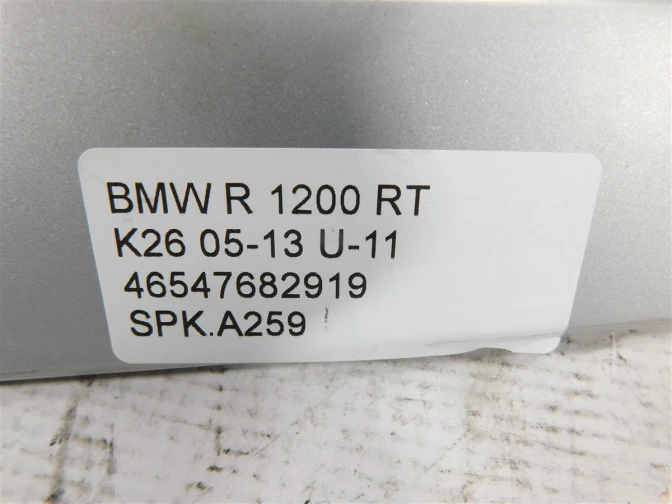 BMW R 1200 RT
K26 05-13 U-11
46547682919
SPK.A259